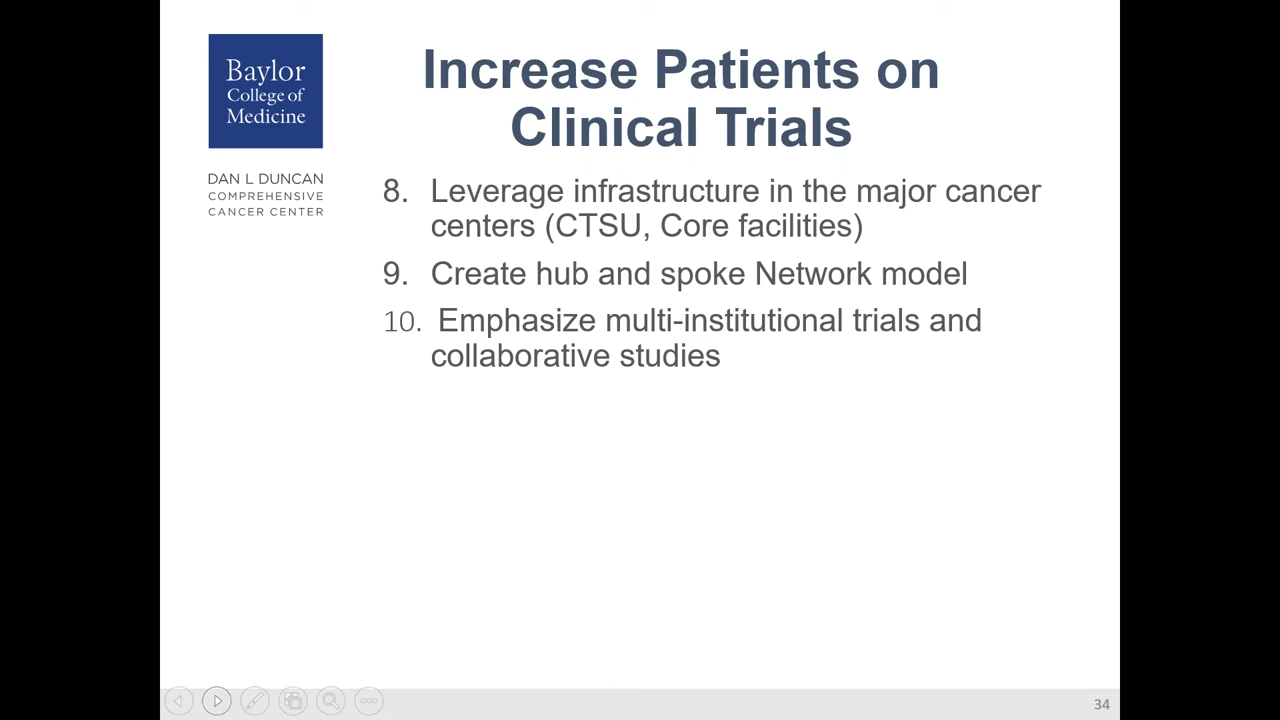 Baylor
College of
Medicine
DAN L DUNCAN
COMPREHENSIVE
CANCER CENTER
Increase Patients on
Clinical Trials
8. Leverage infrastructure in the major cancer
centers (CTSU, Core facilities)
9. Create hub and spoke Network model
10. Emphasize multi-institutional trials and
collaborative studies
34